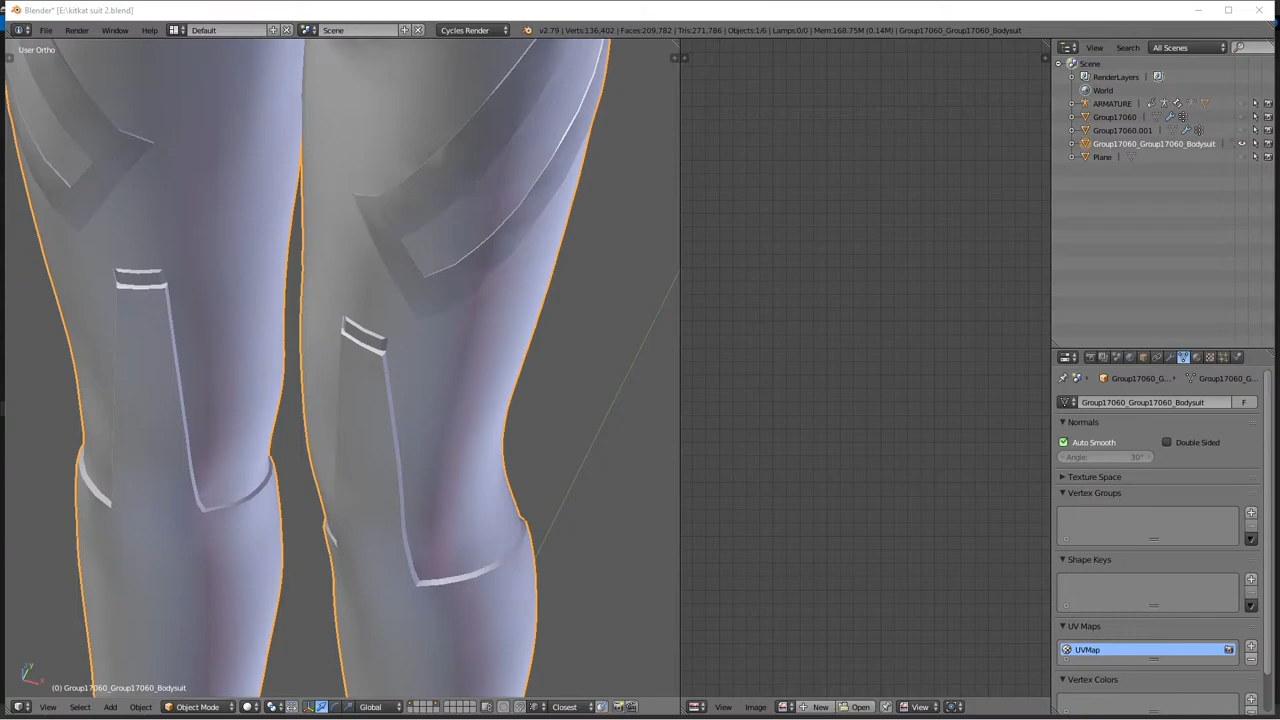 Blender* [E:\kitkat suit 2.blend]
File Render Window Help Default Scene Cycles Render v2.79 | Verts:136,402 | Faces:209,782 | Tris:271,786 | Objects:1/6 | Lamps:0/0 | Mem:168.75M (0.14M) | Group17060_Group17060_Bodysuit
User Ortho
View Search All Scenes
Scene
RenderLayers
World
ARMATURE
Group17060
Group17060.001
Group17060_Group17060_Bodysuit
Plane
Group17060_G... Group17060_G...
Group17060_Group17060_Bodysuit F
Normals
Auto Smooth Double Sided
Angle: 30°
Texture Space
Vertex Groups
Shape Keys
UV Maps
UVMap
Vertex Colors
(0) Group17060_Group17060_Bodysuit
View Select Add Object Object Mode Global Closest View Image New Open View